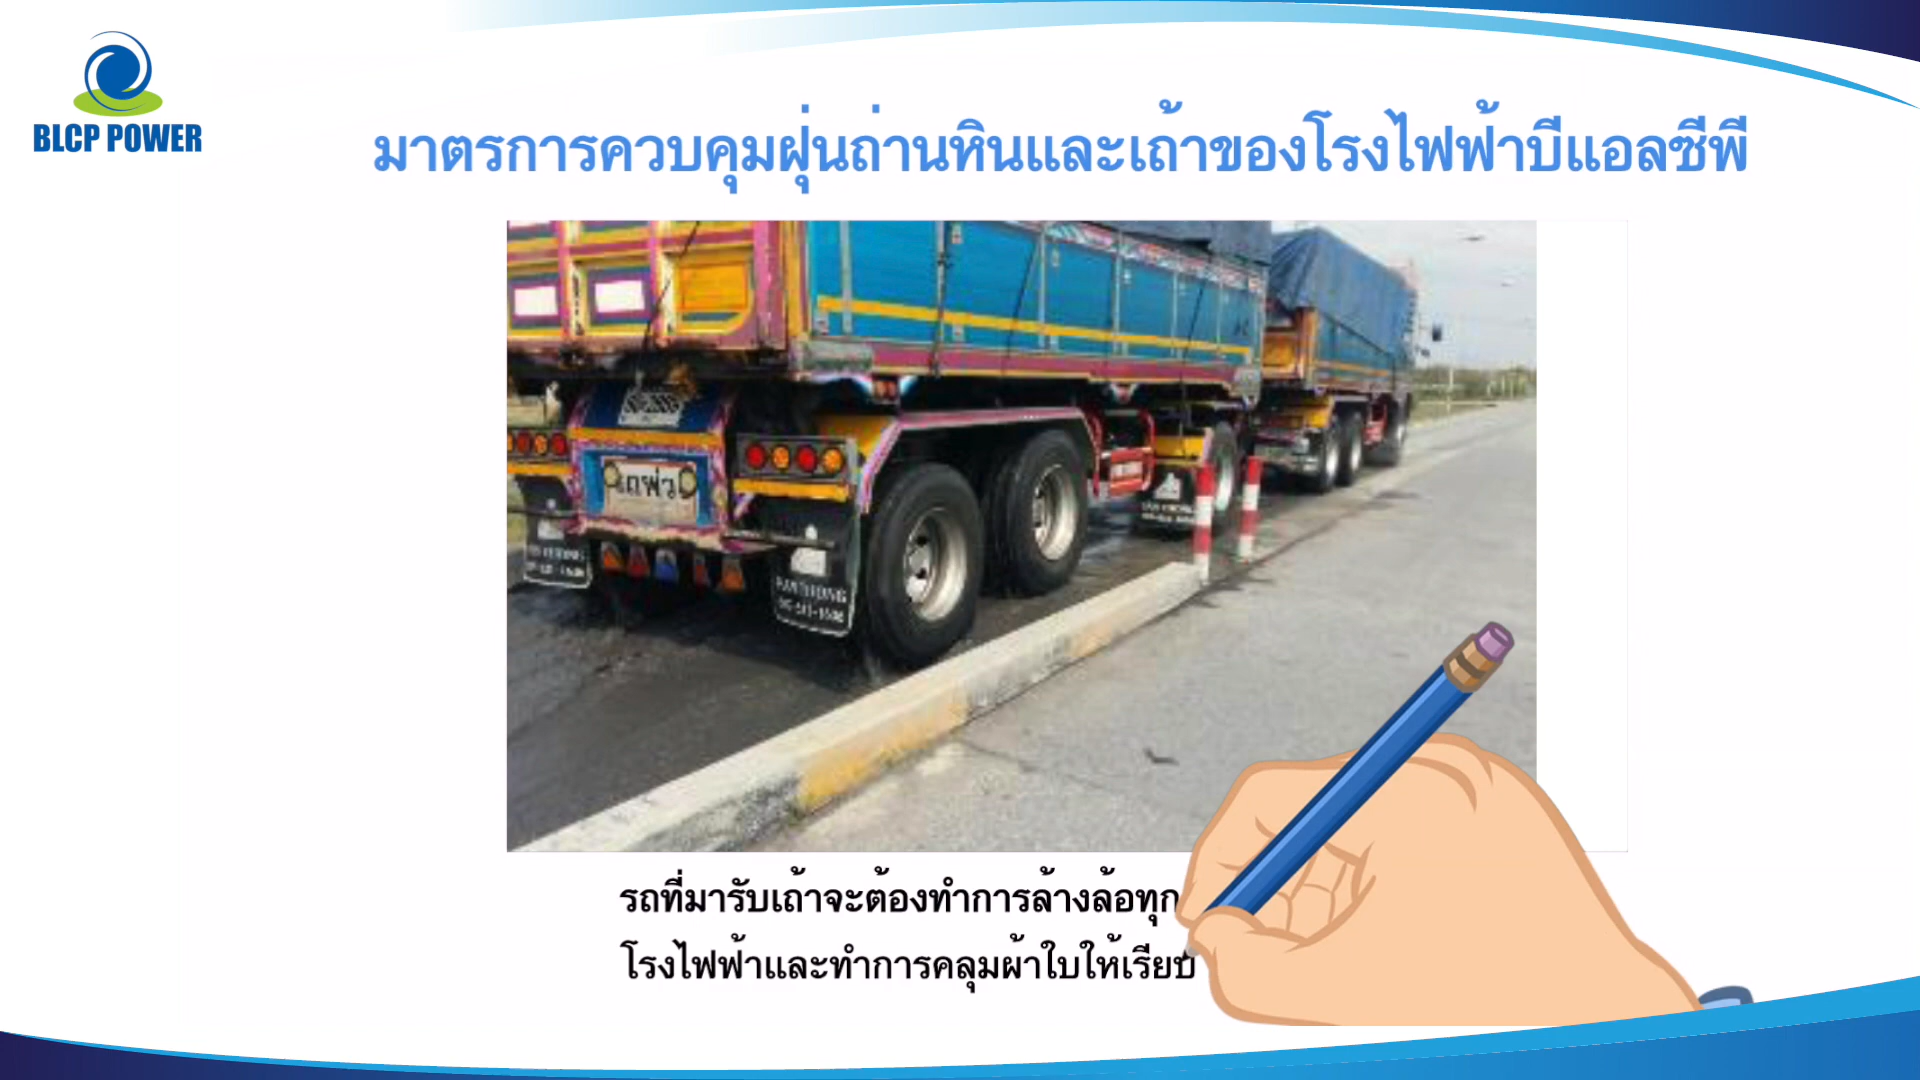 BLCP POWER
มาตรการควบคุมฝุ่นถ่านหินและเถ้าของโรงไฟฟ้าบีแอลซีพี
รถที่มารับเถ้าจะต้องทำการล้างล้อทุก
โรงไฟฟ้าและทำการคลุมผ้าใบให้เรียบ